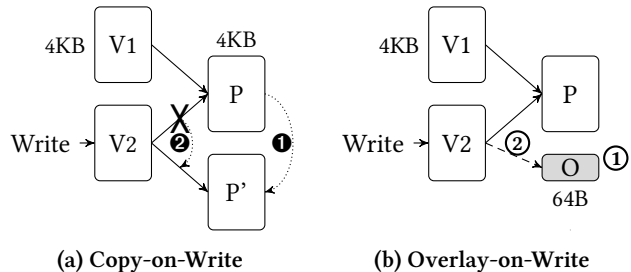 4KB V1 4KB
P
X
Write V2 ❷ ❶
P'
(a) Copy-on-Write
4KB V1
P
Write V2 ② ①
O
64B
(b) Overlay-on-Write